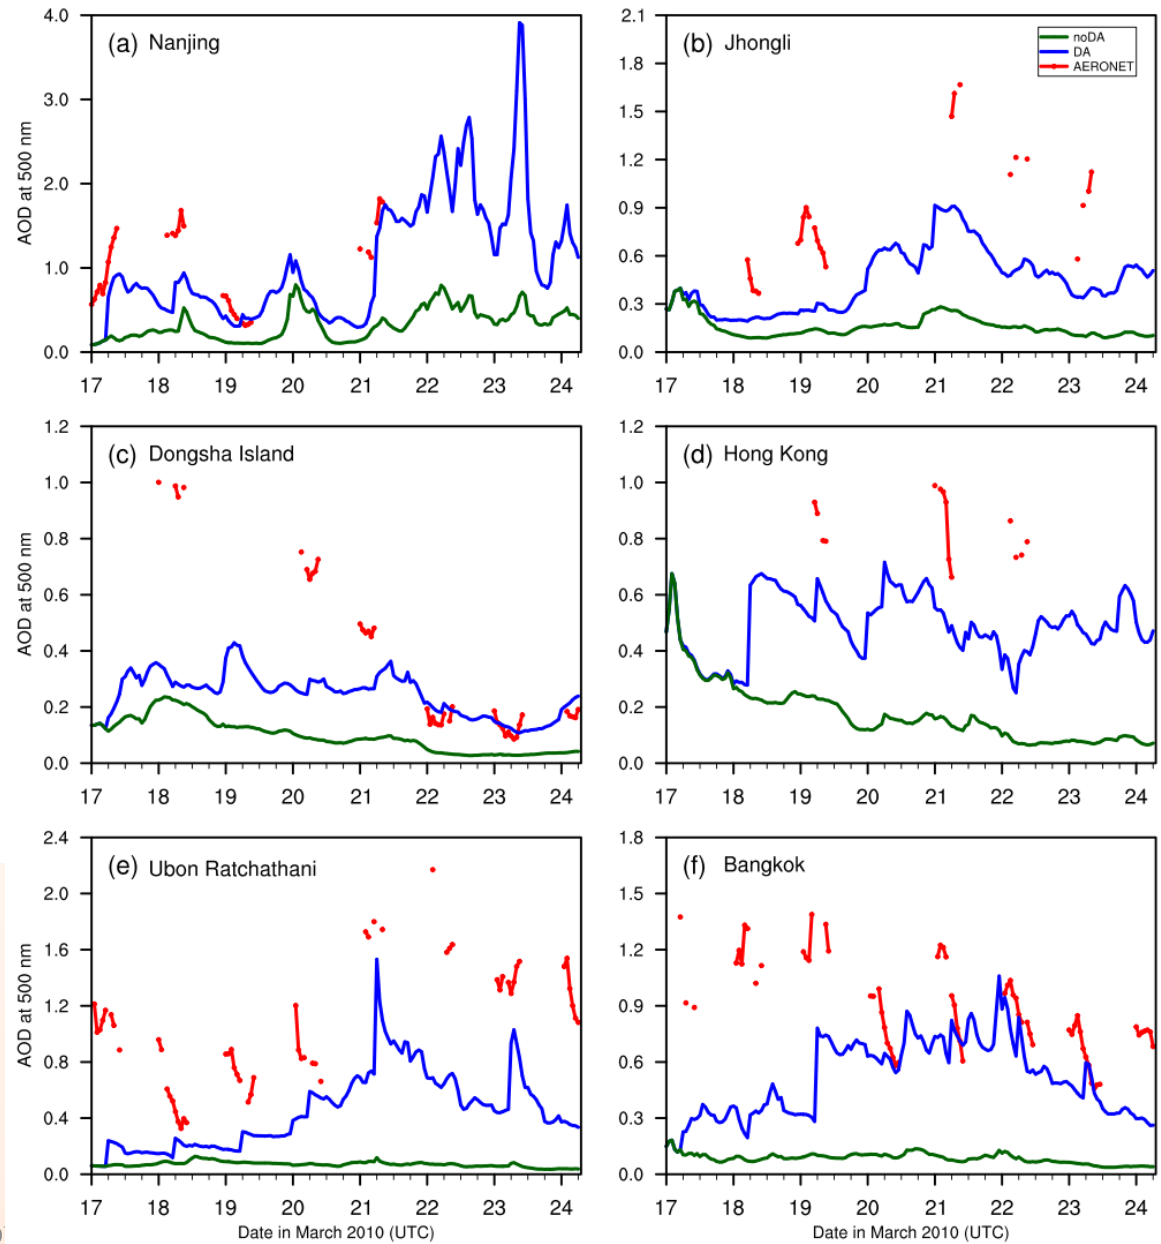 (a) Nanjing
4.0
4.0
3.0
2.0
1.0
0.0
AOD at 500 nm
17 18 19 20 21 22 23 24
(b) Jhongli
noDA
DA
AERONET
2.1
1.8
1.5
1.2
0.9
0.6
0.3
0.0
17 18 19 20 21 22 23 24
(c) Dongsha Island
1.2
1.0
0.8
0.6
0.4
0.2
0.0
AOD at 500 nm
17 18 19 20 21 22 23 24
(d) Hong Kong
1.2
1.0
0.8
0.6
0.4
0.2
0.0
17 18 19 20 21 22 23 24
(e) Ubon Ratchathani
2.4
2.0
1.6
1.2
0.8
0.4
0.0
AOD at 500 nm
17 18 19 20 21 22 23 24
Date in March 2010 (UTC)
(f) Bangkok
1.8
1.5
1.2
0.9
0.6
0.3
0.0
17 18 19 20 21 22 23 24
Date in March 2010 (UTC)